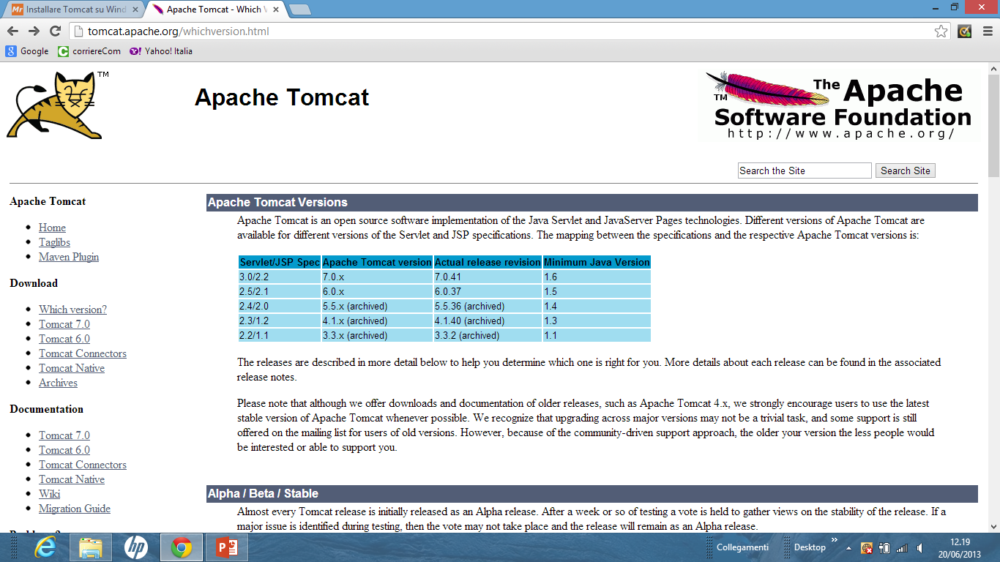 Installare Tomcat su Wind
Apache Tomcat - Which V
tomcat.apache.org/whichversion.html
Google
corriereCom
Yahoo! Italia
TM
Apache Tomcat
The Apache
TM
Software Foundation
http://www.apache.org/
Search the Site
Search Site
Apache Tomcat
Home
Taglibs
Maven Plugin
Download
Which version?
Tomcat 7.0
Tomcat 6.0
Tomcat Connectors
Tomcat Native
Archives
Documentation
Tomcat 7.0
Tomcat 6.0
Tomcat Connectors
Tomcat Native
Wiki
Migration Guide
Apache Tomcat Versions
Apache Tomcat is an open source software implementation of the Java Servlet and JavaServer Pages technologies. Different versions of Apache Tomcat are
available for different versions of the Servlet and JSP specifications. The mapping between the specifications and the respective Apache Tomcat versions is:
Servlet/JSP Spec Apache Tomcat version Actual release revision Minimum Java Version
3.0/2.2 7.0.x 7.0.41 1.6
2.5/2.1 6.0.x 6.0.37 1.5
2.4/2.0 5.5.x (archived) 5.5.36 (archived) 1.4
2.3/1.2 4.1.x (archived) 4.1.40 (archived) 1.3
2.2/1.1 3.3.x (archived) 3.3.2 (archived) 1.1
The releases are described in more detail below to help you determine which one is right for you. More details about each release can be found in the associated
release notes.
Please note that although we offer downloads and documentation of older releases, such as Apache Tomcat 4.x, we strongly encourage users to use the latest
stable version of Apache Tomcat whenever possible. We recognize that upgrading across major versions may not be a trivial task, and some support is still
offered on the mailing list for users of old versions. However, because of the community-driven support approach, the older your version the less people would
be interested or able to support you.
Alpha / Beta / Stable
Almost every Tomcat release is initially released as an Alpha release. After a week or so of testing a vote is held to gather views on the stability of the release. If a
major issue is identified during testing, then the vote may not take place and the release will remain as an Alpha release.
Collegamenti
Desktop
12.19
20/06/2013